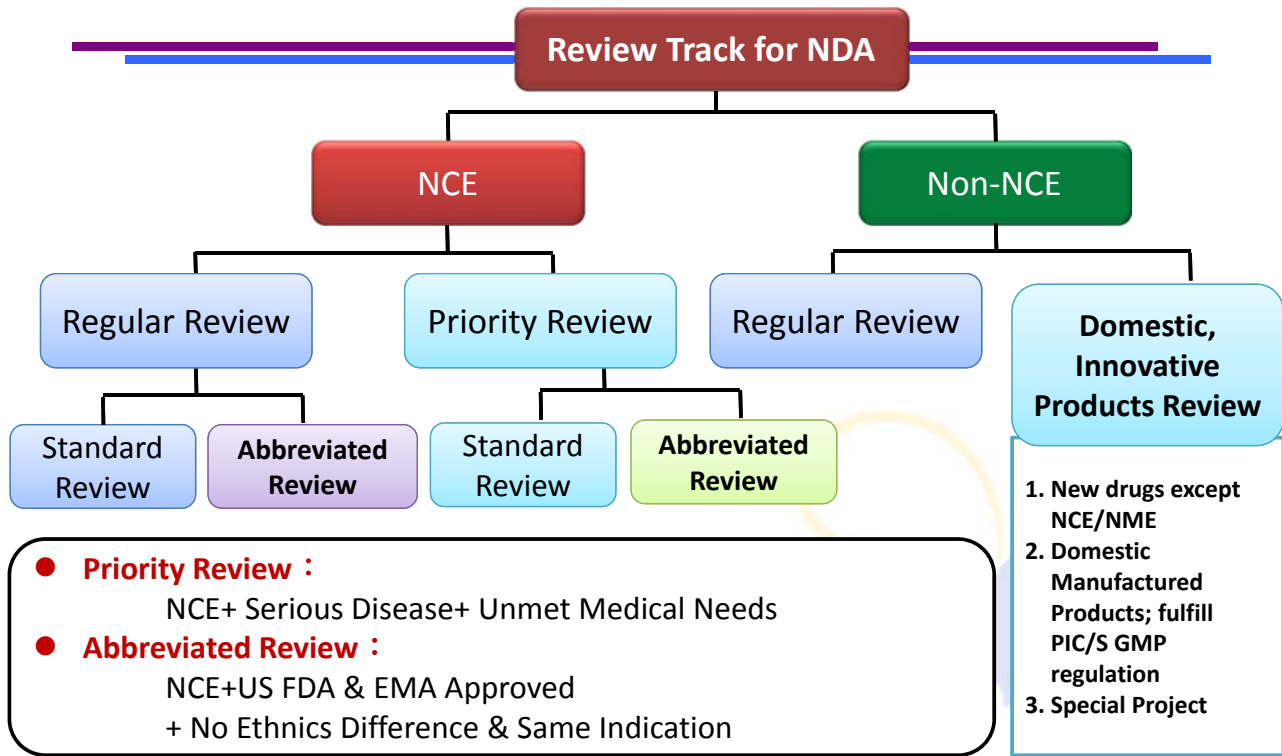 Review Track for NDA
NCE
Non-NCE
Regular Review
Priority Review
Regular Review
Domestic,
Innovative
Products Review
Standard
Review
Abbreviated
Review
Standard
Review
Abbreviated
Review
1. New drugs except
NCE/NME
2. Domestic
Manufactured
Products; fulfill
PIC/S GMP
regulation
3. Special Project
● Priority Review：
NCE+ Serious Disease+ Unmet Medical Needs
● Abbreviated Review：
NCE+US FDA & EMA Approved
+ No Ethnics Difference & Same Indication